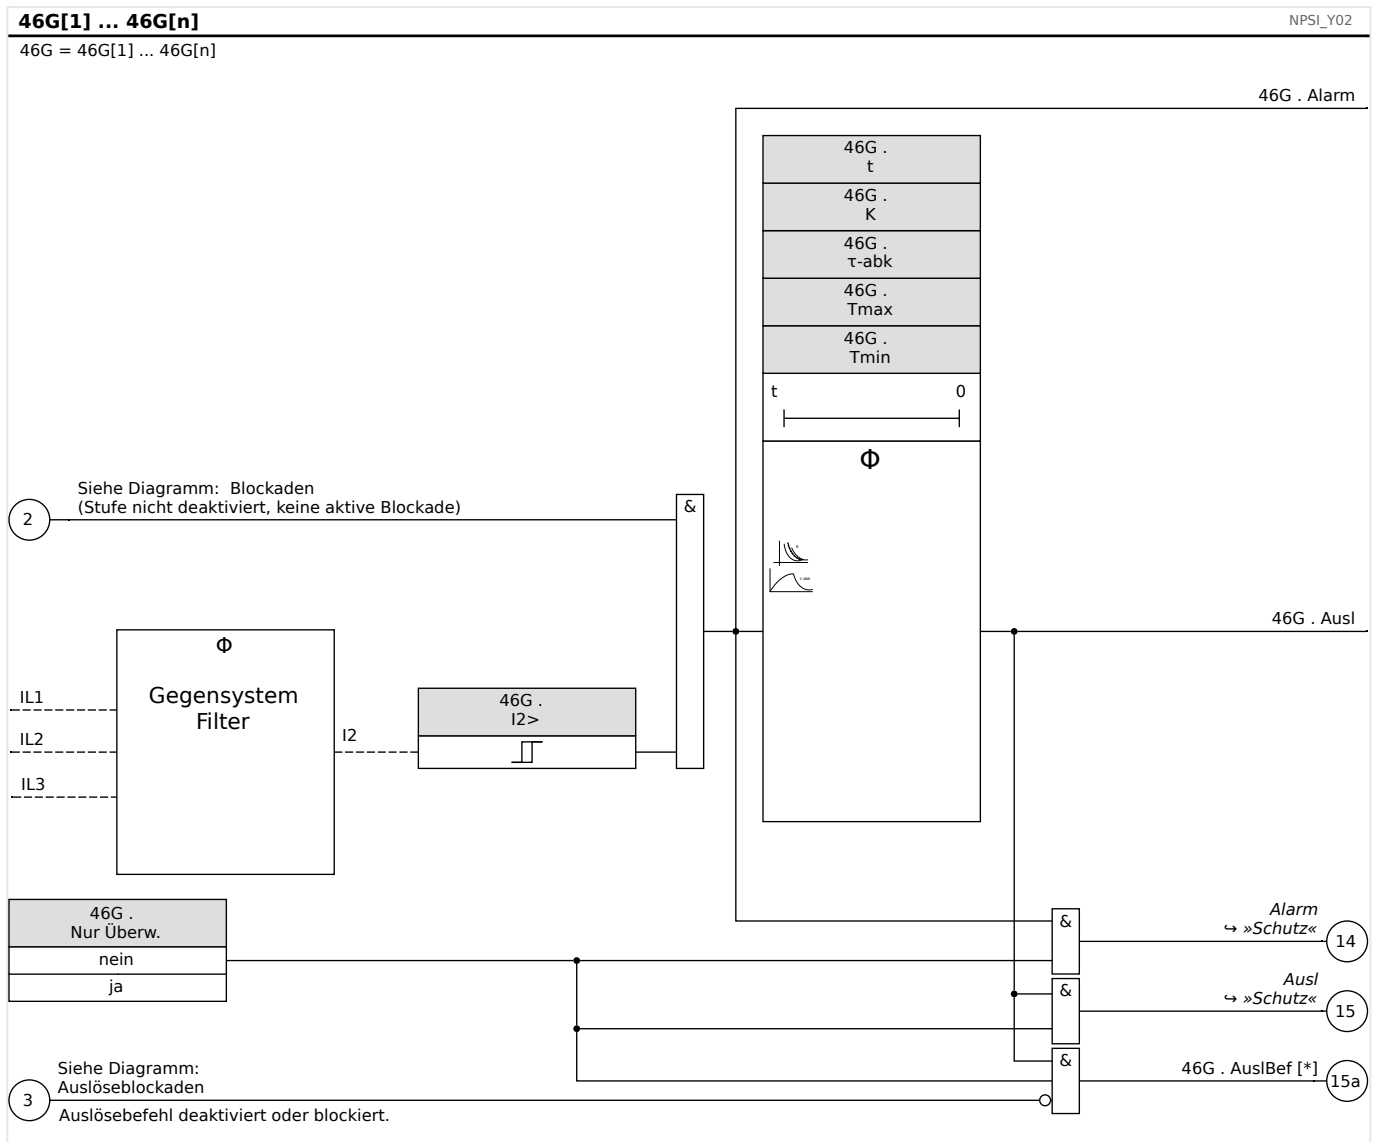 46G[1] ... 46G[n]
NPSI_Y02
46G = 46G[1] ... 46G[n]
46G . Alarm
46G .
t
46G .
K
46G .
τ-abk
46G .
Tmax
46G .
Tmin
t
0
Φ
Siehe Diagramm: Blockaden
(Stufe nicht deaktiviert, keine aktive Blockade)
2
&
46G . Ausl
Φ
Gegensystem
Filter
IL1
IL2
IL3
I2
46G .
I2>
46G .
Nur Überw.
nein
ja
&
Alarm
↪ »Schutz«
14
&
Ausl
↪ »Schutz«
15
Siehe Diagramm:
Auslöseblockaden
3
Auslösebefehl deaktiviert oder blockiert.
&
46G . AuslBef [*]
15a